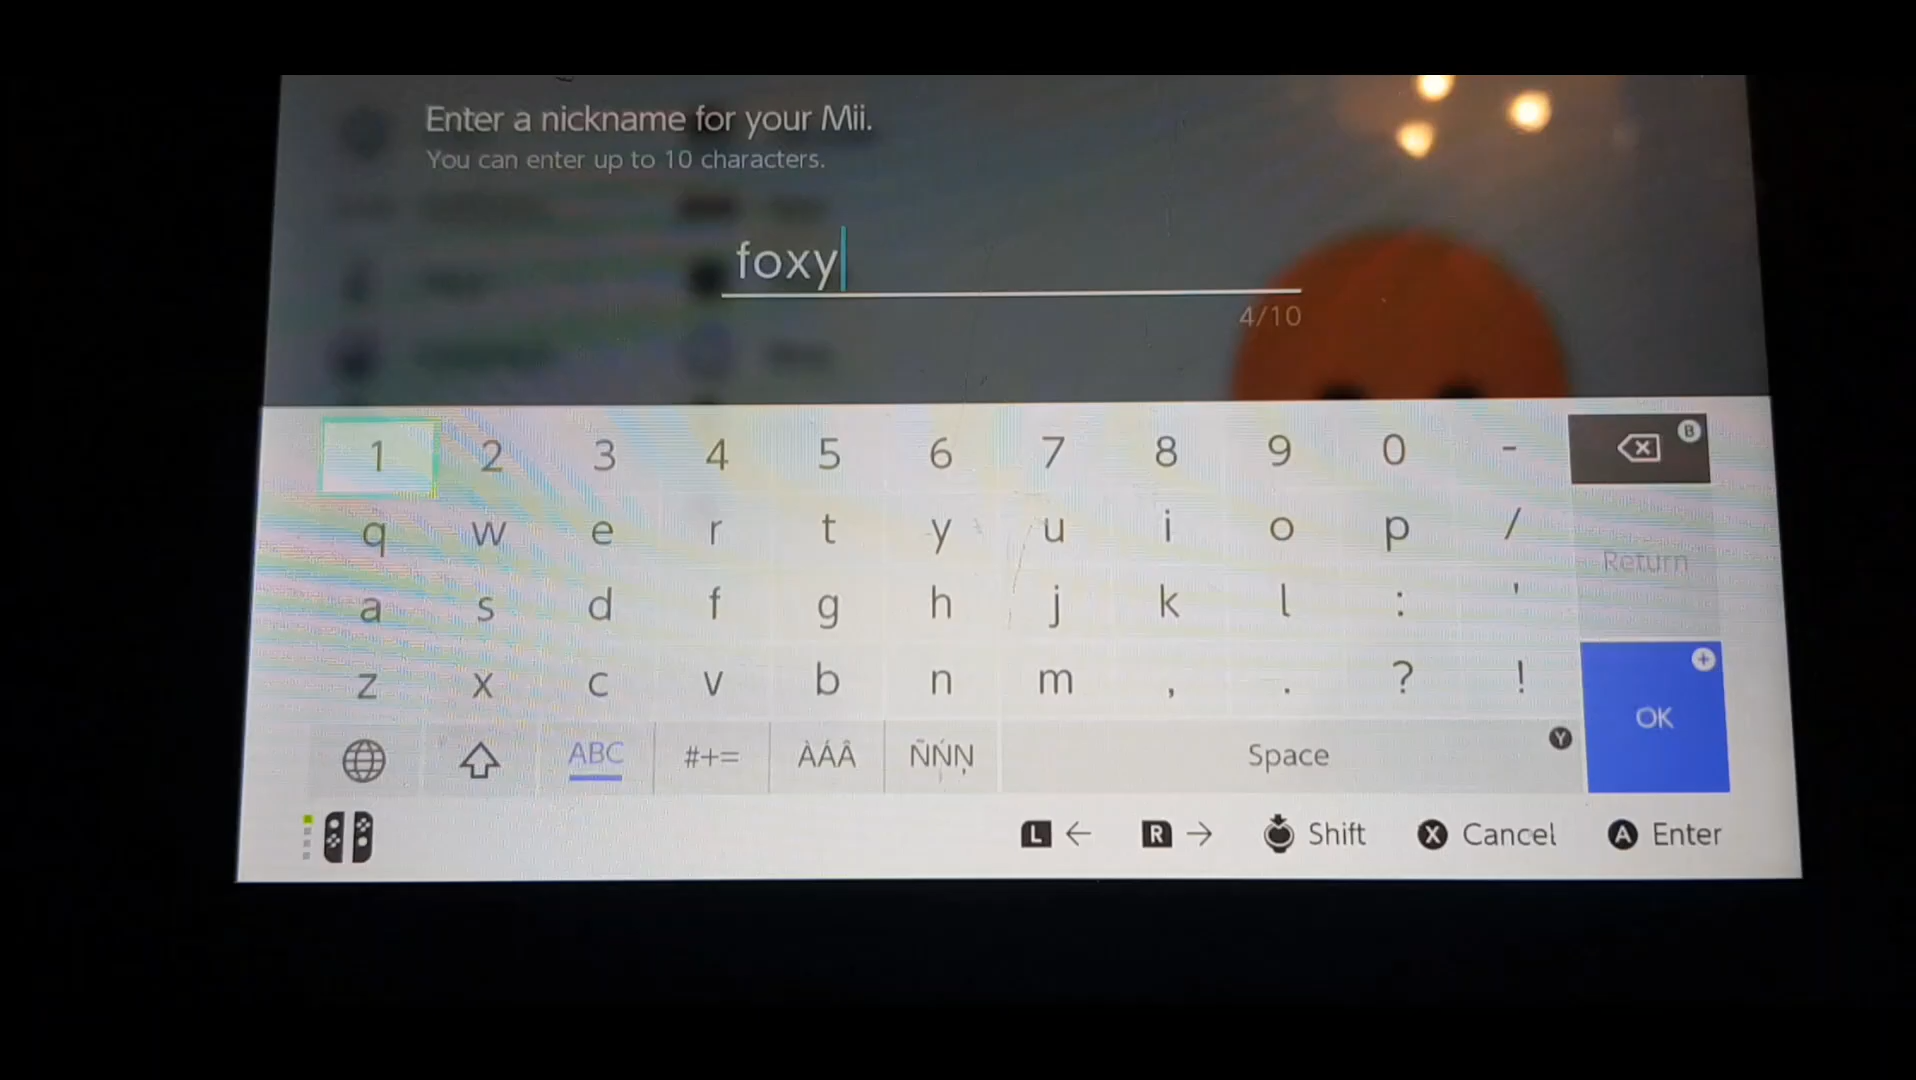 Enter a nickname for your Mii.
You can enter up to 10 characters.
foxy
4/10
1 2 3 4 5 6 7 8 9 0 - B
q w e r t y u i o p /
Return
a s d f g h j k l : '
z x c v b n m , . ? ! +
OK
ABC #+= ÀÁÂ ÑŃŅ Space Y
L ← R → Shift X Cancel A Enter